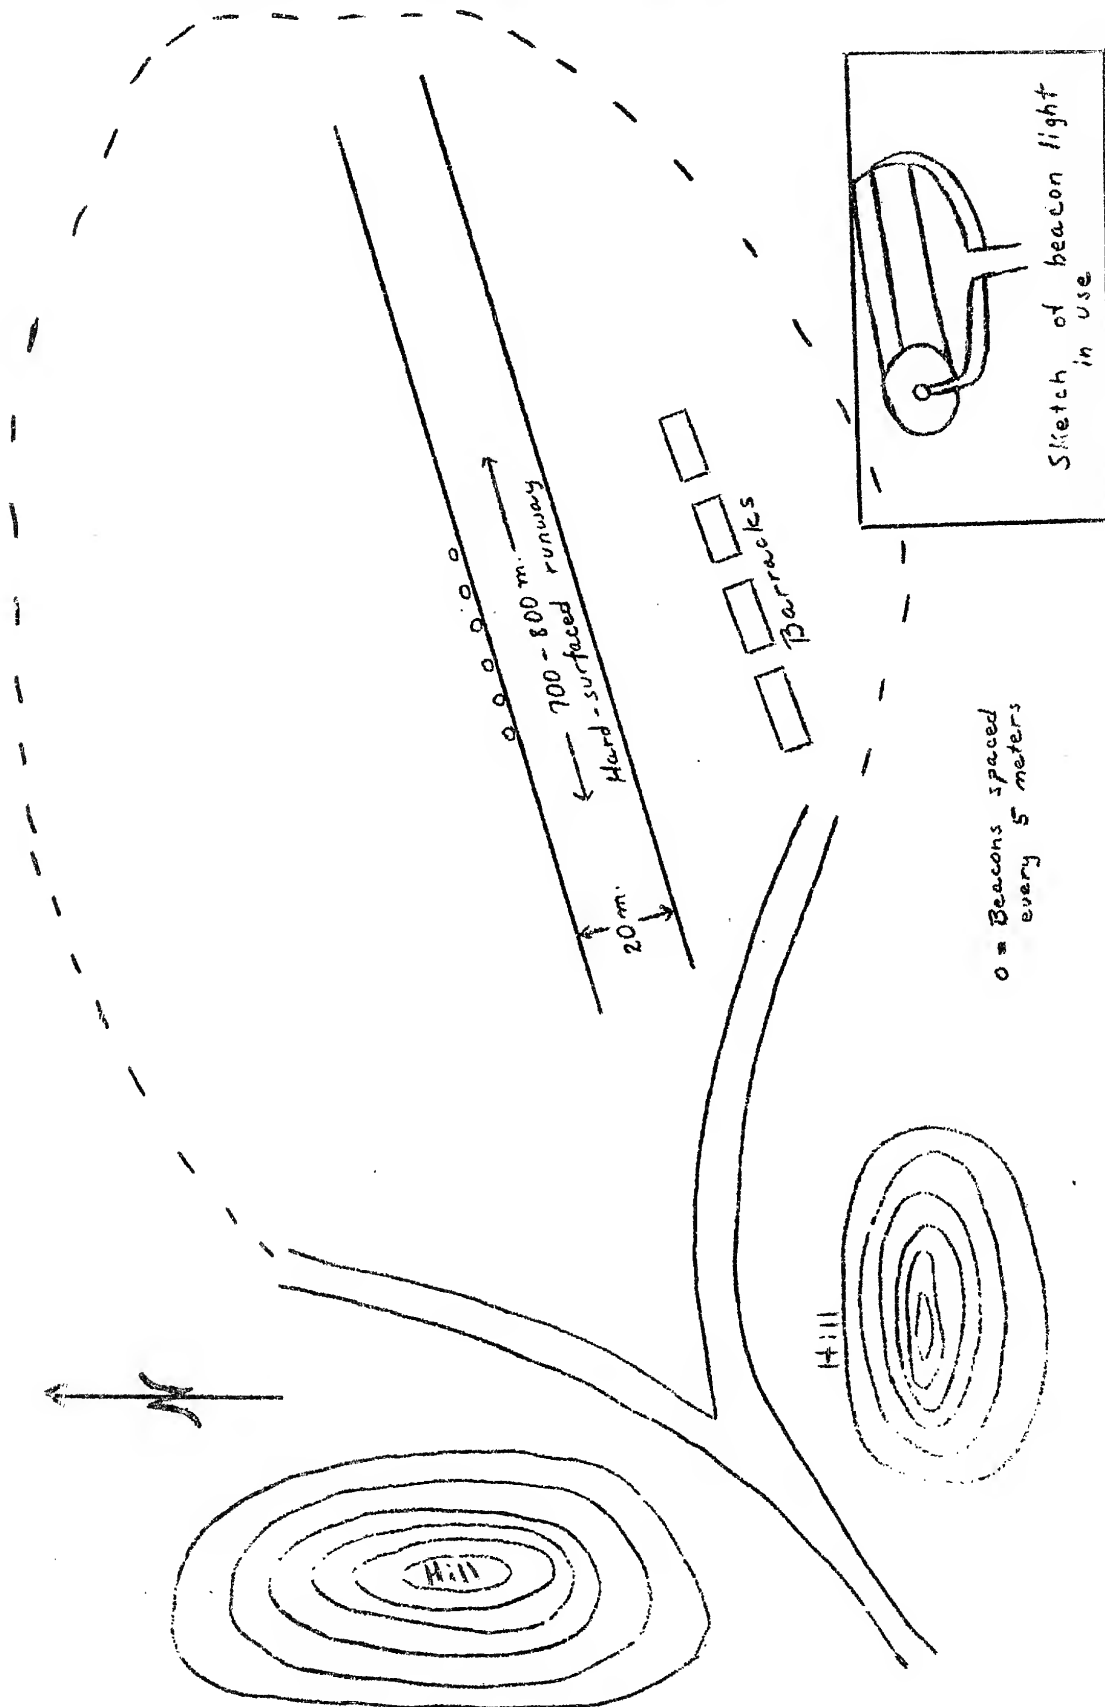 Hill
Hill
20 m.
700 - 800 m.
Hard - surfaced runway
Barracks
o = Beacons spaced
every 5 meters
Sketch of beacon light
in use